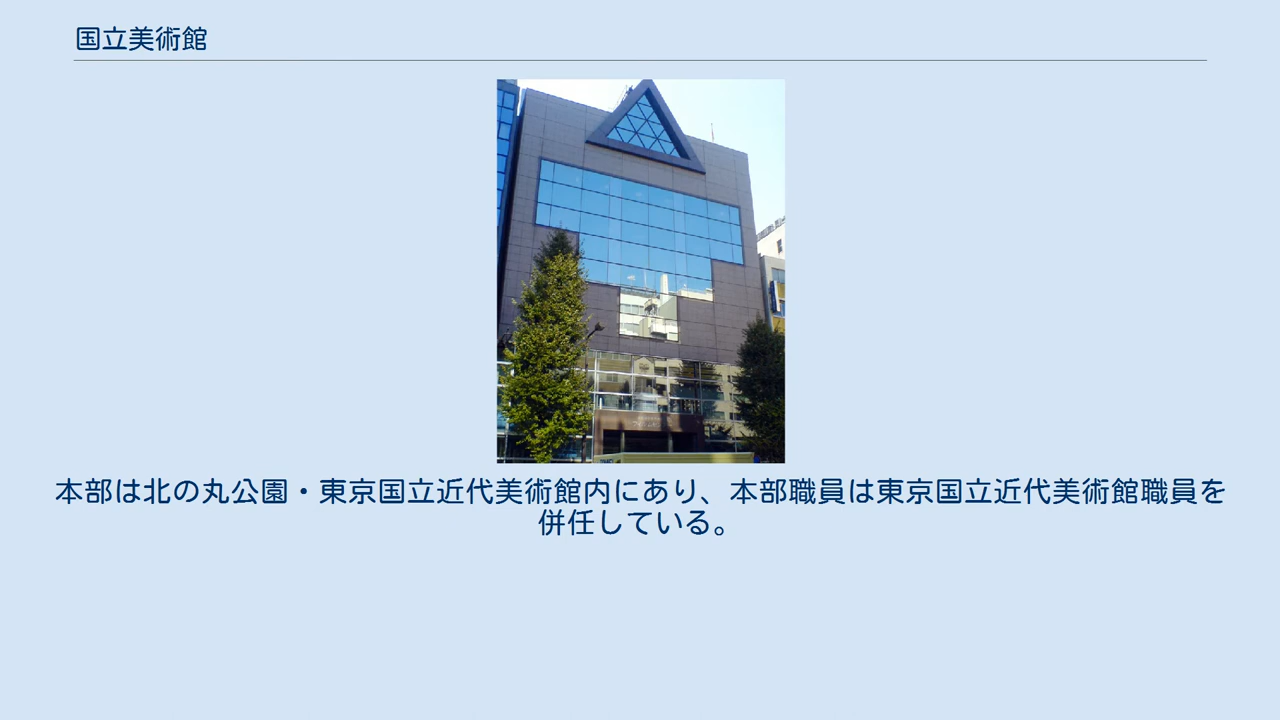 国立美術館
本部は北の丸公園・東京国立近代美術館内にあり、本部職員は東京国立近代美術館職員を
併任している。